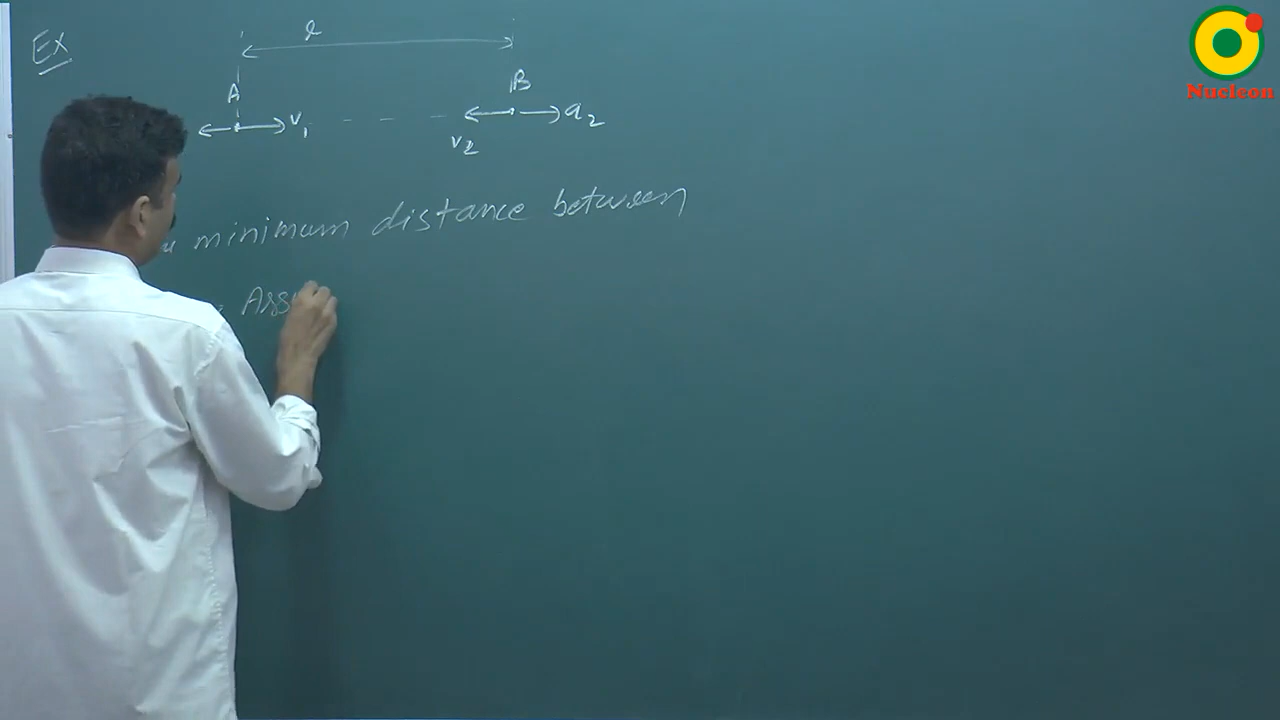 Ex
l
A
B
v₁
a₂
v₂
minimum distance between
Ass
Nucleon